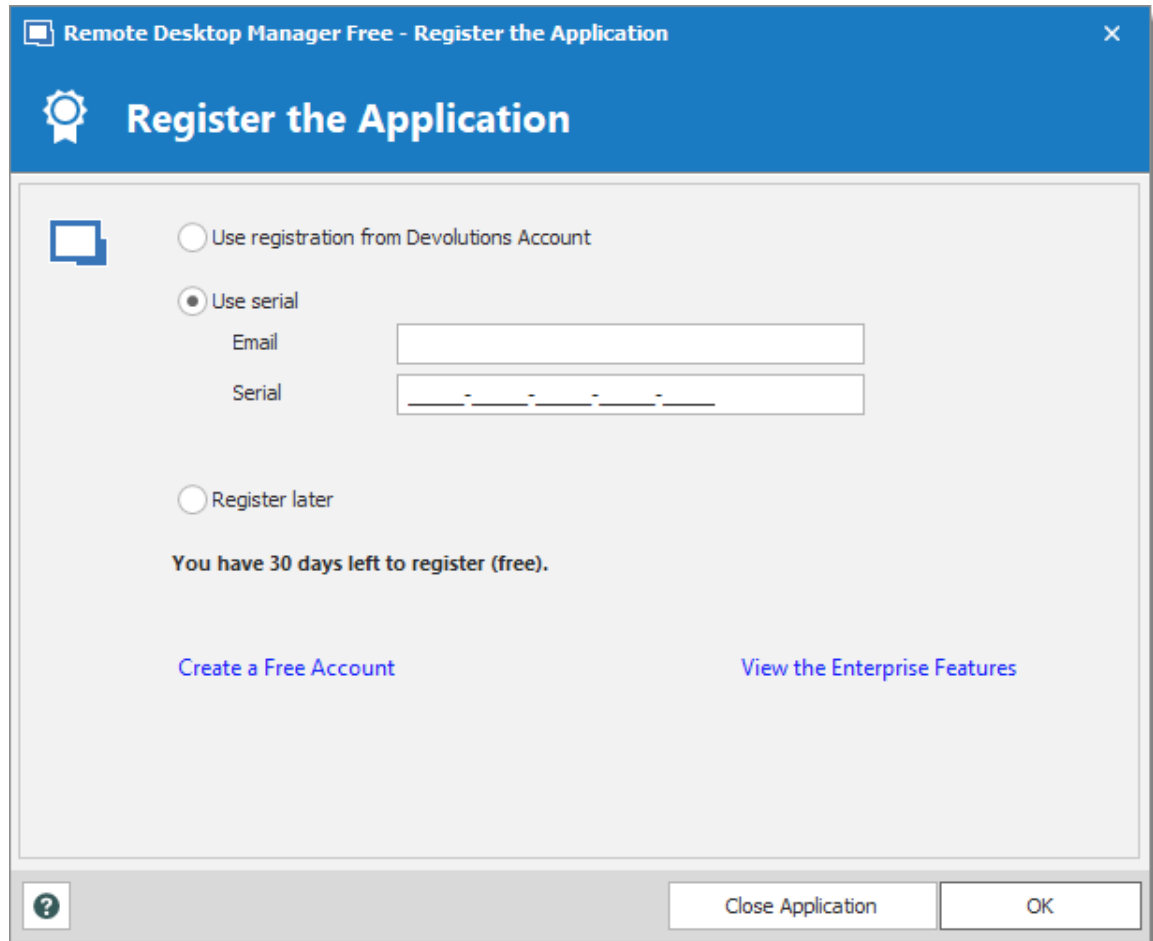 Remote Desktop Manager Free - Register the Application
Register the Application
Use registration from Devolutions Account
Use serial
Email
Serial
_____-_____-_____-_____-_____
Register later
You have 30 days left to register (free).
Create a Free Account
View the Enterprise Features
?
Close Application
OK